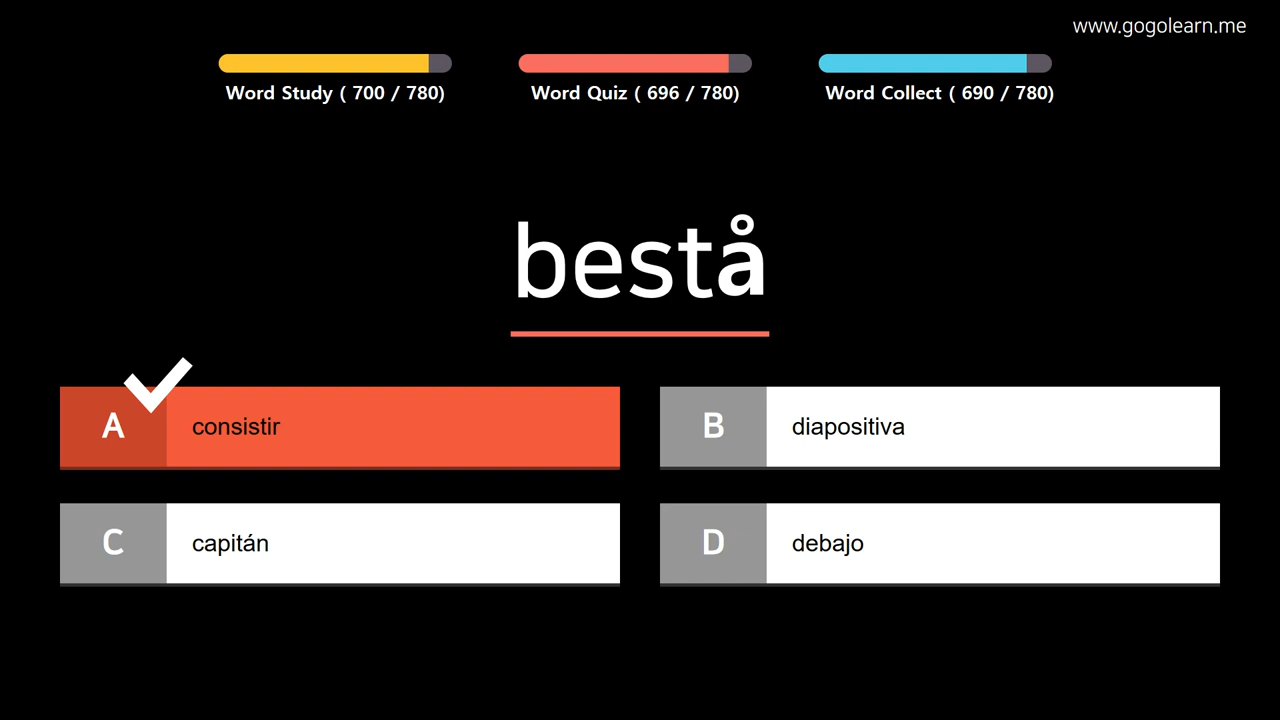 www.gogolearn.me
Word Study ( 700 / 780)
Word Quiz ( 696 / 780)
Word Collect ( 690 / 780)
bestå
A consistir
B diapositiva
C capitán
D debajo